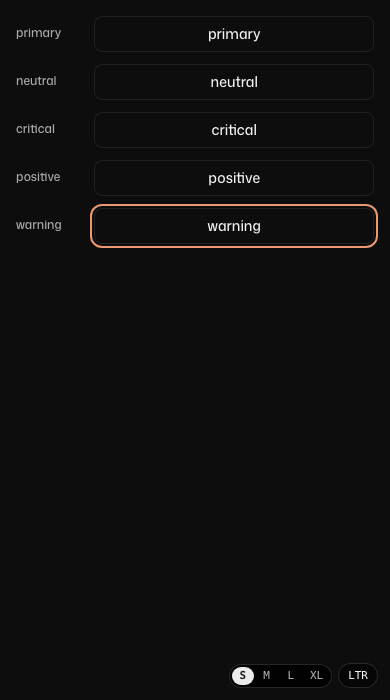 primary primary
neutral neutral
critical critical
positive positive
warning warning
S M L XL LTR